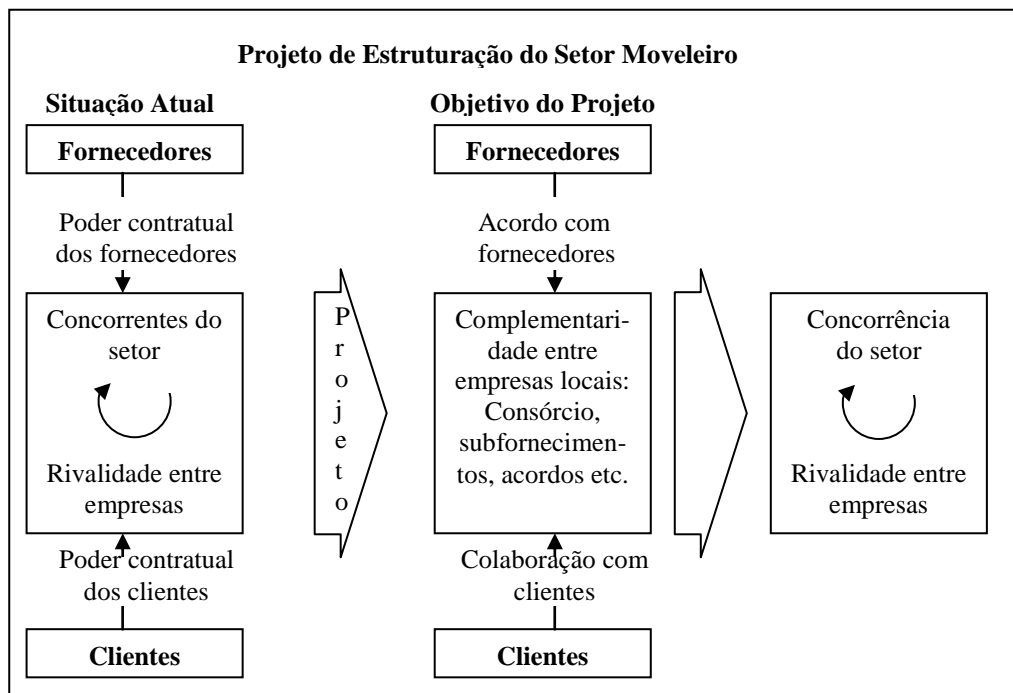 Projeto de Estruturação do Setor Moveleiro
Situação Atual
Fornecedores
Poder contratual
dos fornecedores
Concorrentes do
setor
Rivalidade entre
empresas
Poder contratual
dos clientes
Clientes
Projeto
Objetivo do Projeto
Fornecedores
Acordo com
fornecedores
Complementari-
dade entre
empresas locais:
Consórcio,
subfornecimen-
tos, acordos etc.
Colaboração com
clientes
Clientes
Concorrência
do setor
Rivalidade entre
empresas